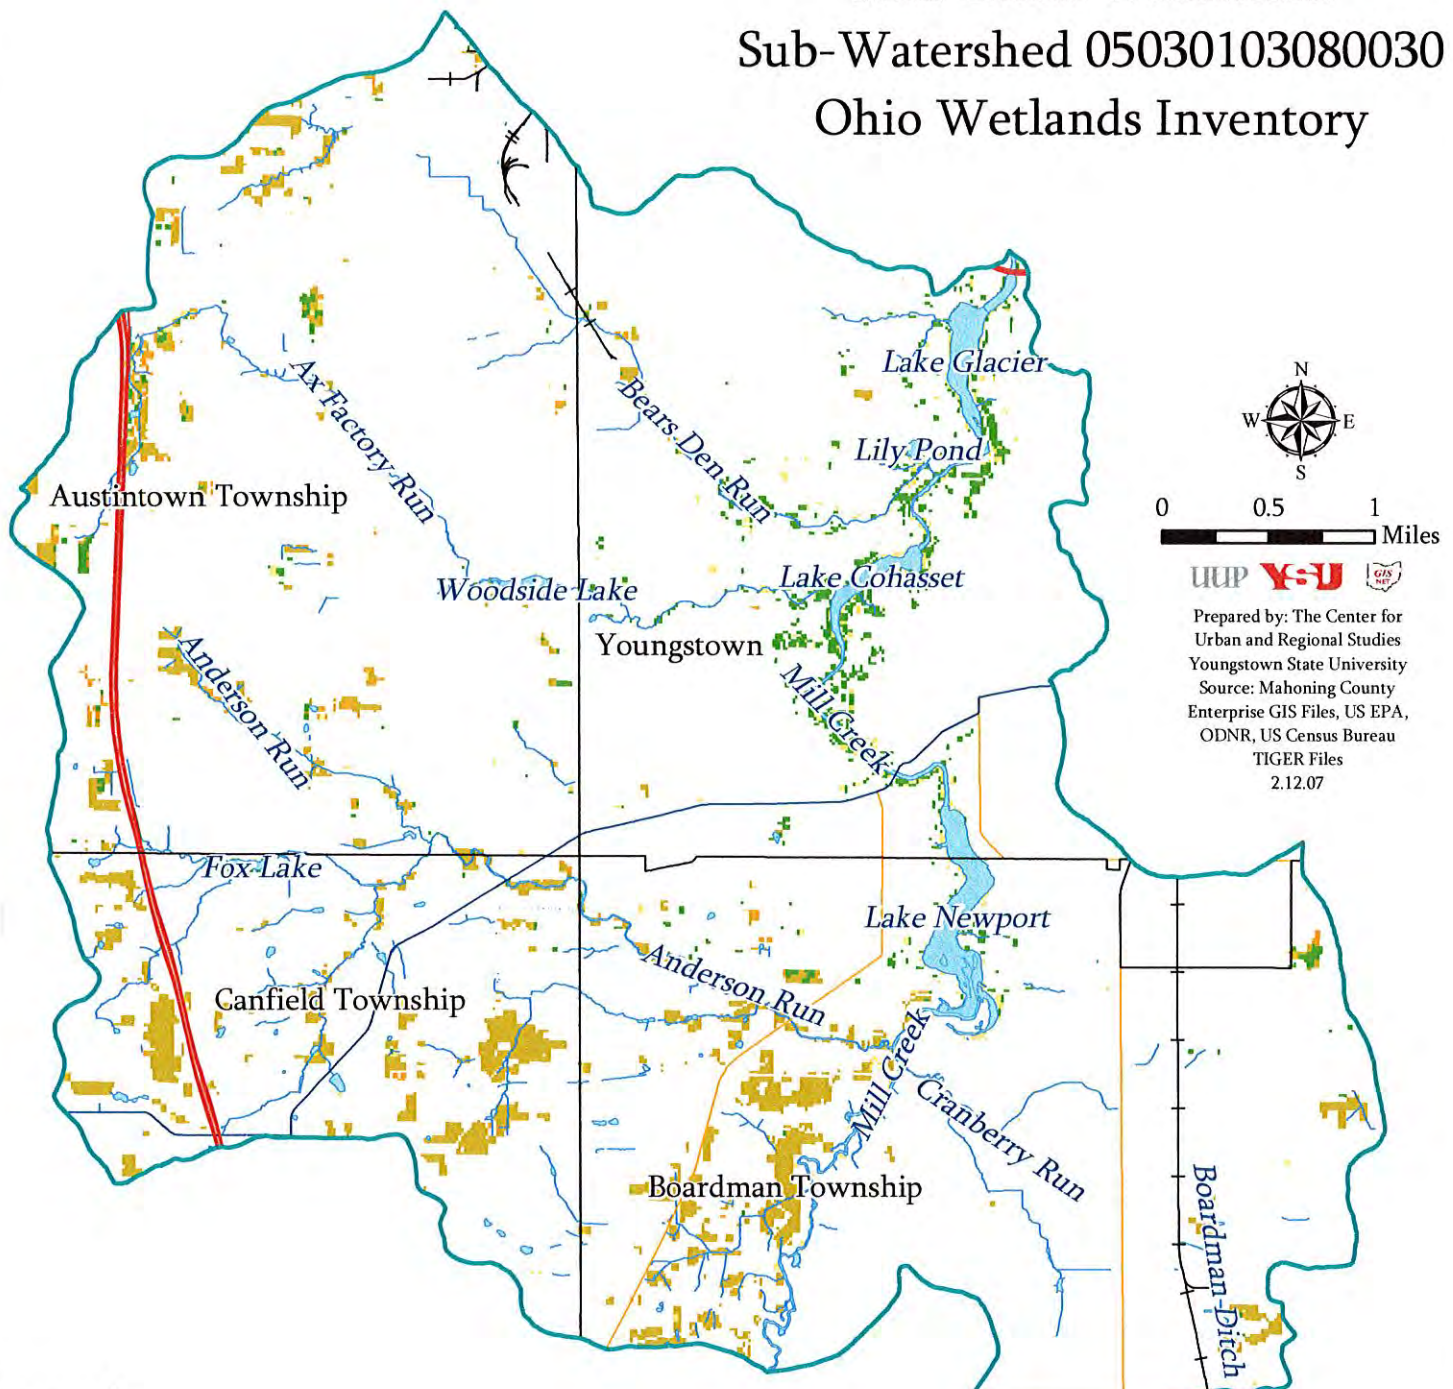 Sub-Watershed 05030103080030
Ohio Wetlands Inventory
Lake Glacier
N
W
E
S
Ax Factory Run
Bears Den Run
Lily Pond
Austintown Township
0 0.5 1
Miles
UUP YSU GIS
NET
Woodside Lake
Lake Cohasset
Youngstown
Prepared by: The Center for
Urban and Regional Studies
Youngstown State University
Source: Mahoning County
Enterprise GIS Files, US EPA,
ODNR, US Census Bureau
TIGER Files
2.12.07
Anderson Run
Mill Creek
Fox Lake
Lake Newport
Anderson Run
Canfield Township
Mill Creek
Cranberry Run
Boardman Township
Boardman Ditch